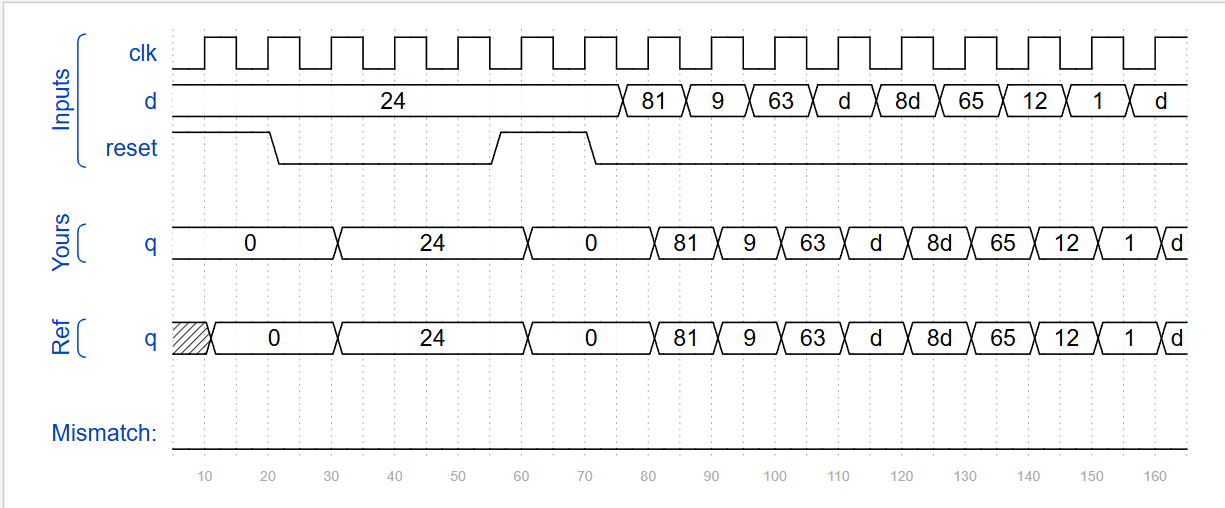 Inputs
clk
d 24 81 9 63 d 8d 65 12 1 d
reset
Yours
q 0 24 0 81 9 63 d 8d 65 12 1 d
Ref
q 0 24 0 81 9 63 d 8d 65 12 1 d
Mismatch:
10 20 30 40 50 60 70 80 90 100 110 120 130 140 150 160